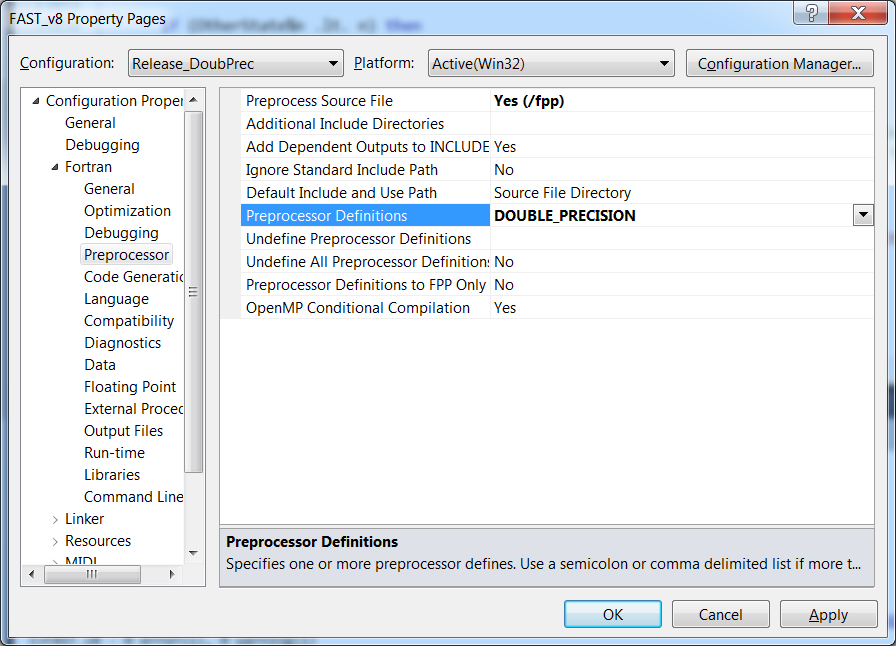 FAST_v8 Property Pages
Configuration: Release_DoubPrec Platform: Active(Win32) Configuration Manager...
Configuration Proper
General
Debugging
Fortran
General
Optimization
Debugging
Preprocessor
Code Generatio
Language
Compatibility
Diagnostics
Data
Floating Point
External Proced
Output Files
Run-time
Libraries
Command Line
Linker
Resources
MIDL
Preprocess Source File Yes (/fpp)
Additional Include Directories
Add Dependent Outputs to INCLUDE Yes
Ignore Standard Include Path No
Default Include and Use Path Source File Directory
Preprocessor Definitions DOUBLE_PRECISION
Undefine Preprocessor Definitions
Undefine All Preprocessor Definitions No
Preprocessor Definitions to FPP Only No
OpenMP Conditional Compilation Yes
Preprocessor Definitions
Specifies one or more preprocessor defines. Use a semicolon or comma delimited list if more t...
OK Cancel Apply